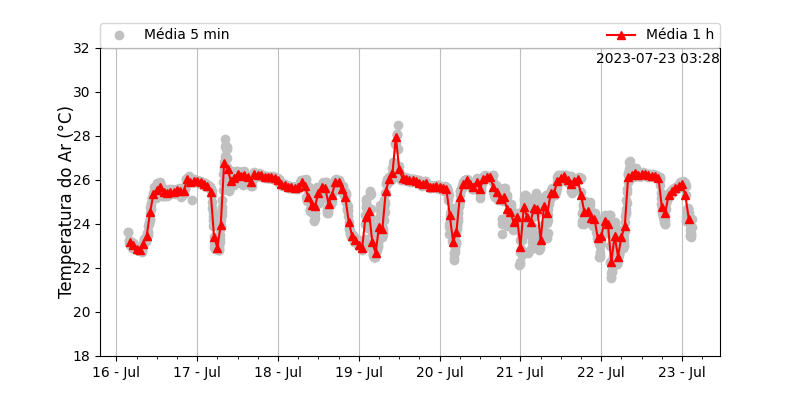 Média 5 min
Média 1 h
2023-07-23 03:28
Temperatura do Ar (°C)
32
30
28
26
24
22
20
18
16 - Jul
17 - Jul
18 - Jul
19 - Jul
20 - Jul
21 - Jul
22 - Jul
23 - Jul